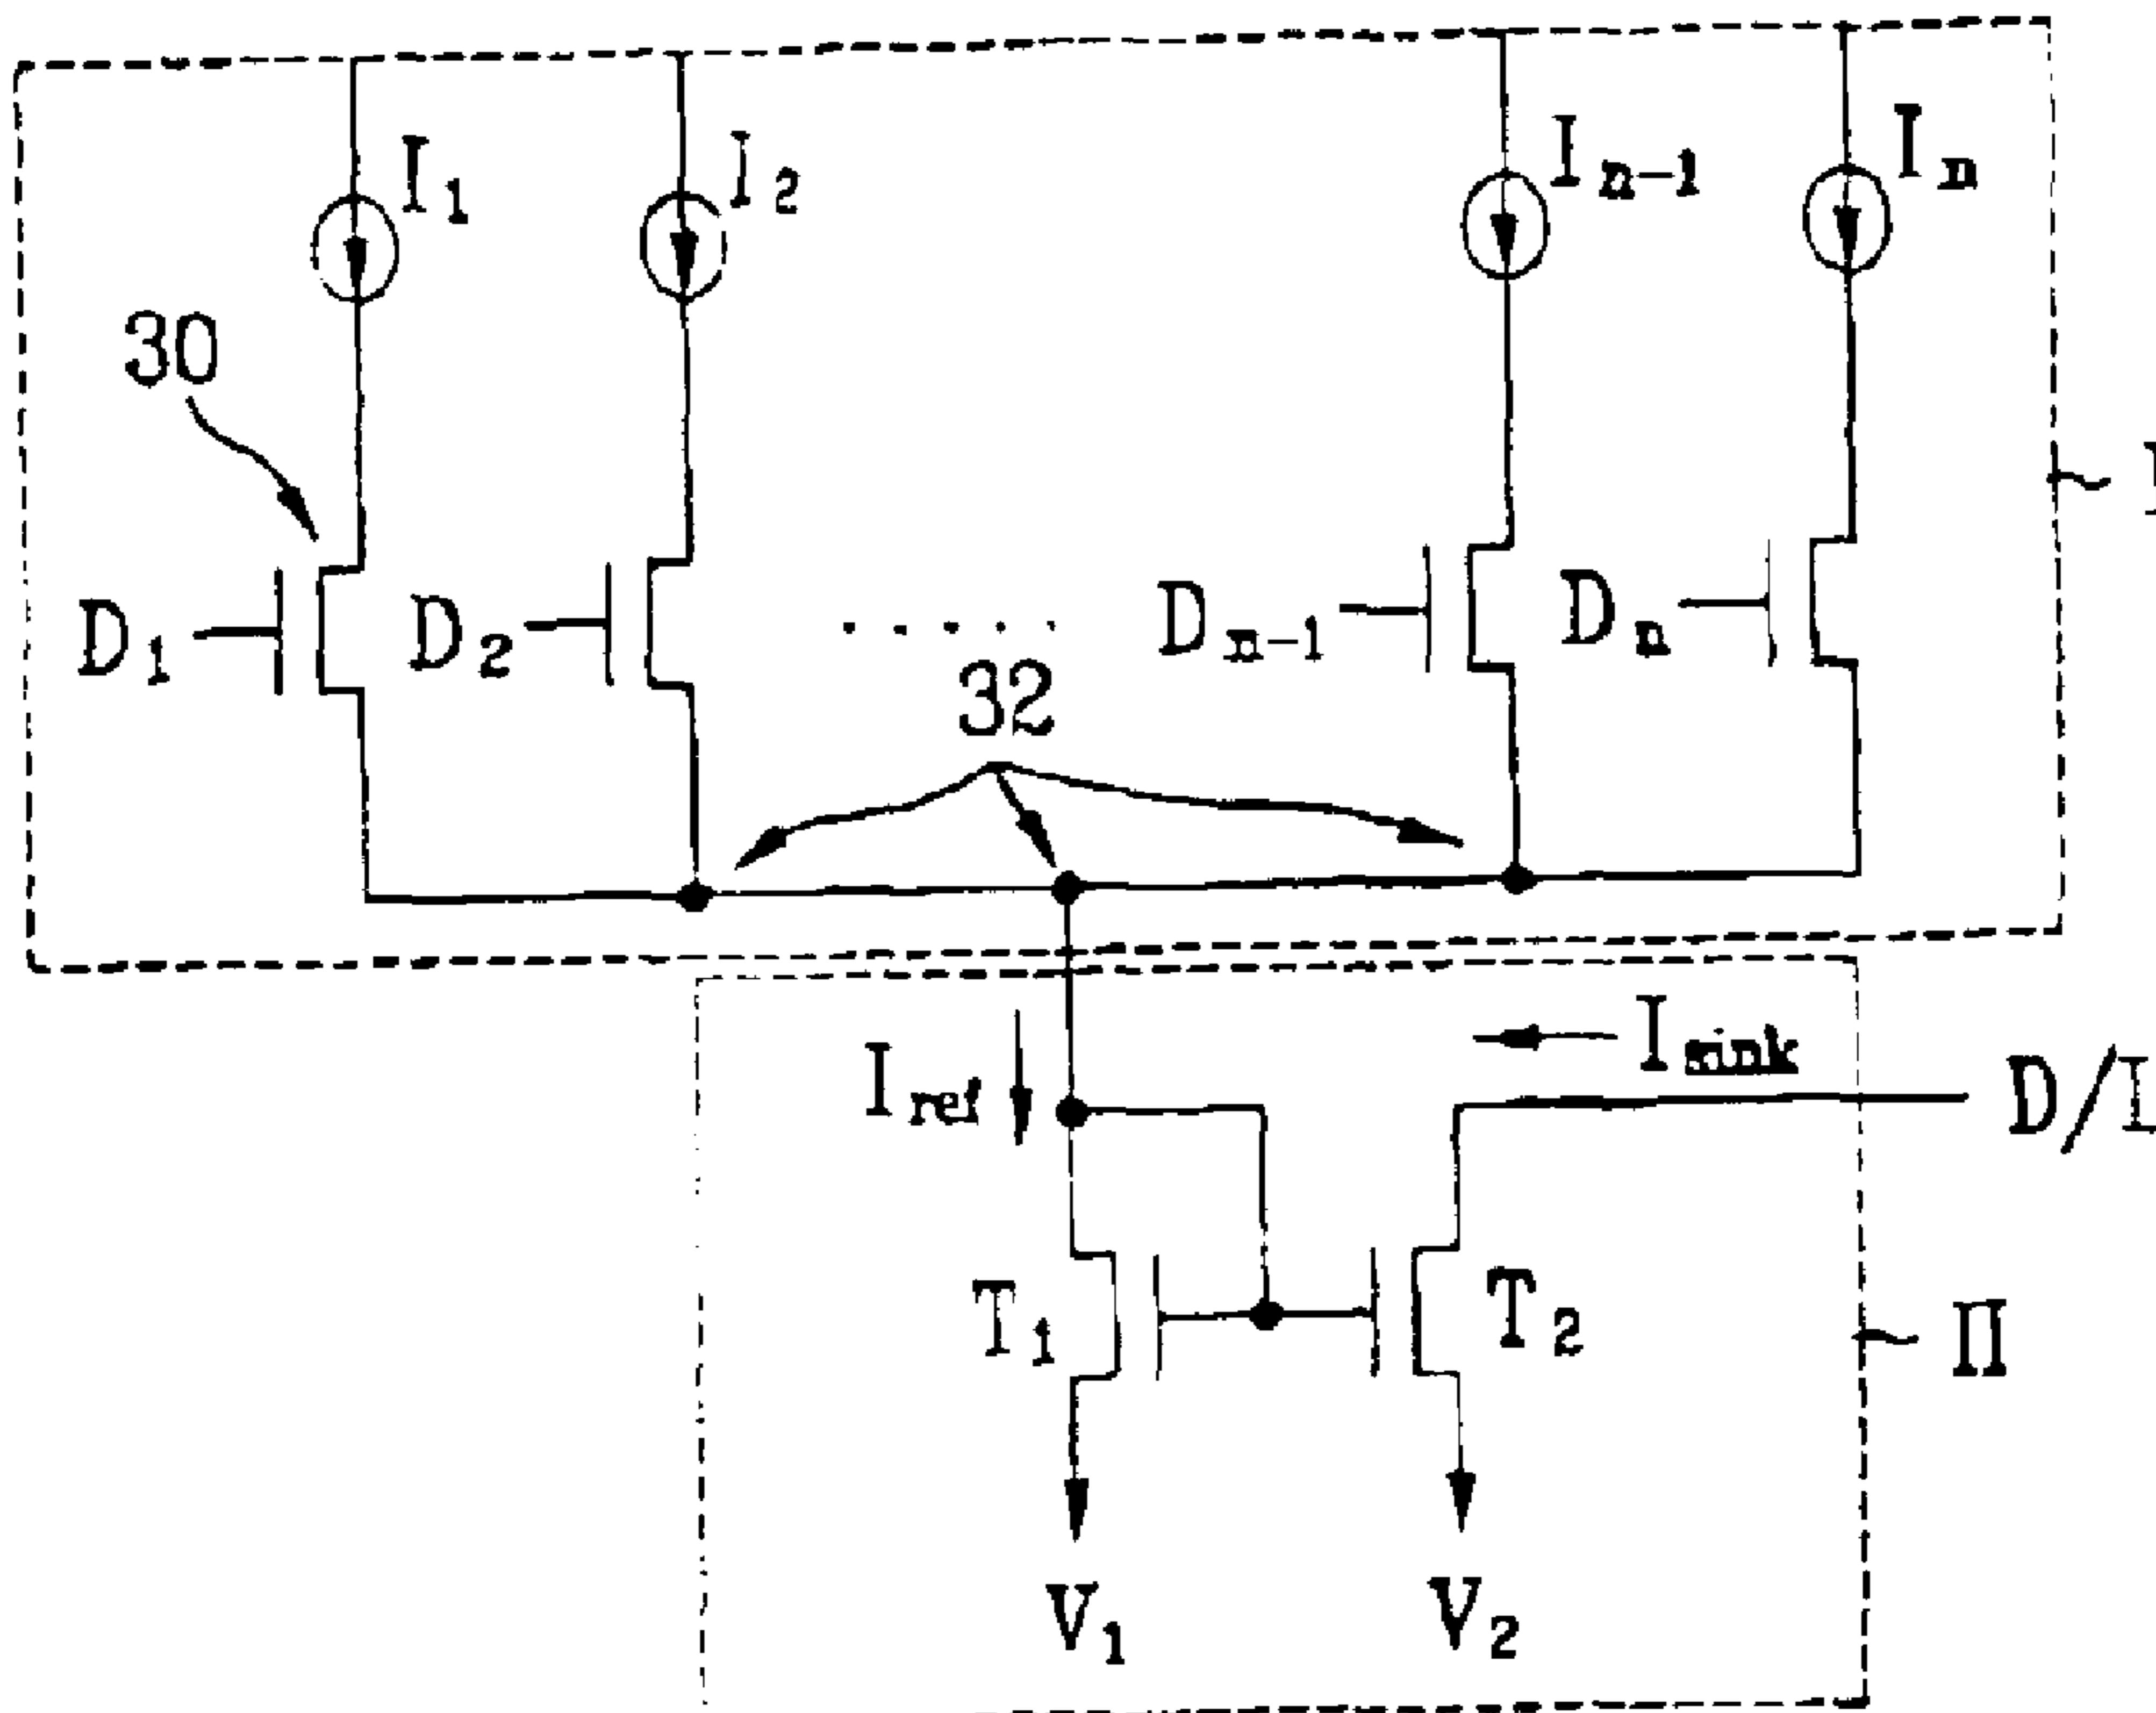 I1
I2
In-1
In
30
D1
D2
. . . . .
Dn-1
Dn
32
Iref
Isink
D/L
T1
T2
II
V1
V2